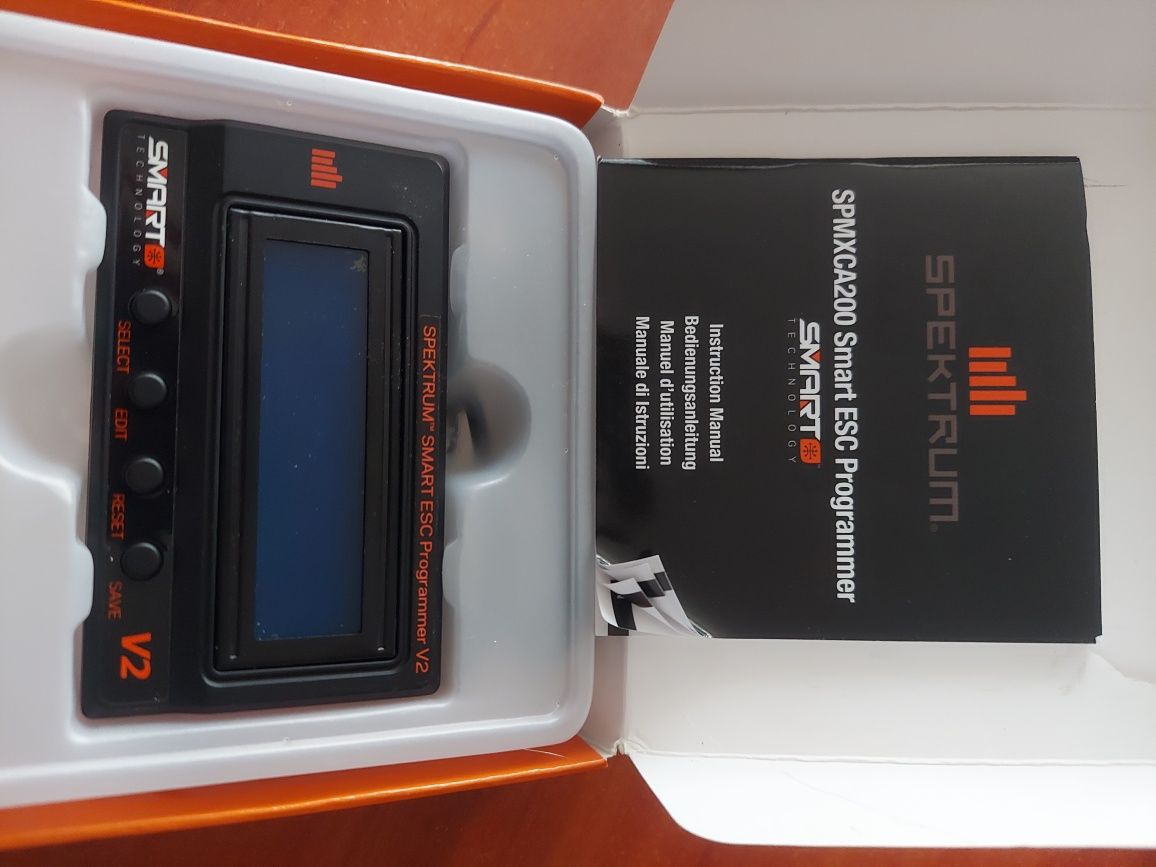 SPEKTRUM™ SMART ESC Programmer V2
SMART®
TECHNOLOGY
SELECT
EDIT
RESET
SAVE
V2
SPEKTRUM®
SPMXCA200 Smart ESC Programmer
SMART™
TECHNOLOGY
Instruction Manual
Bedienungsanleitung
Manuel d'utilisation
Manuale di Istruzioni